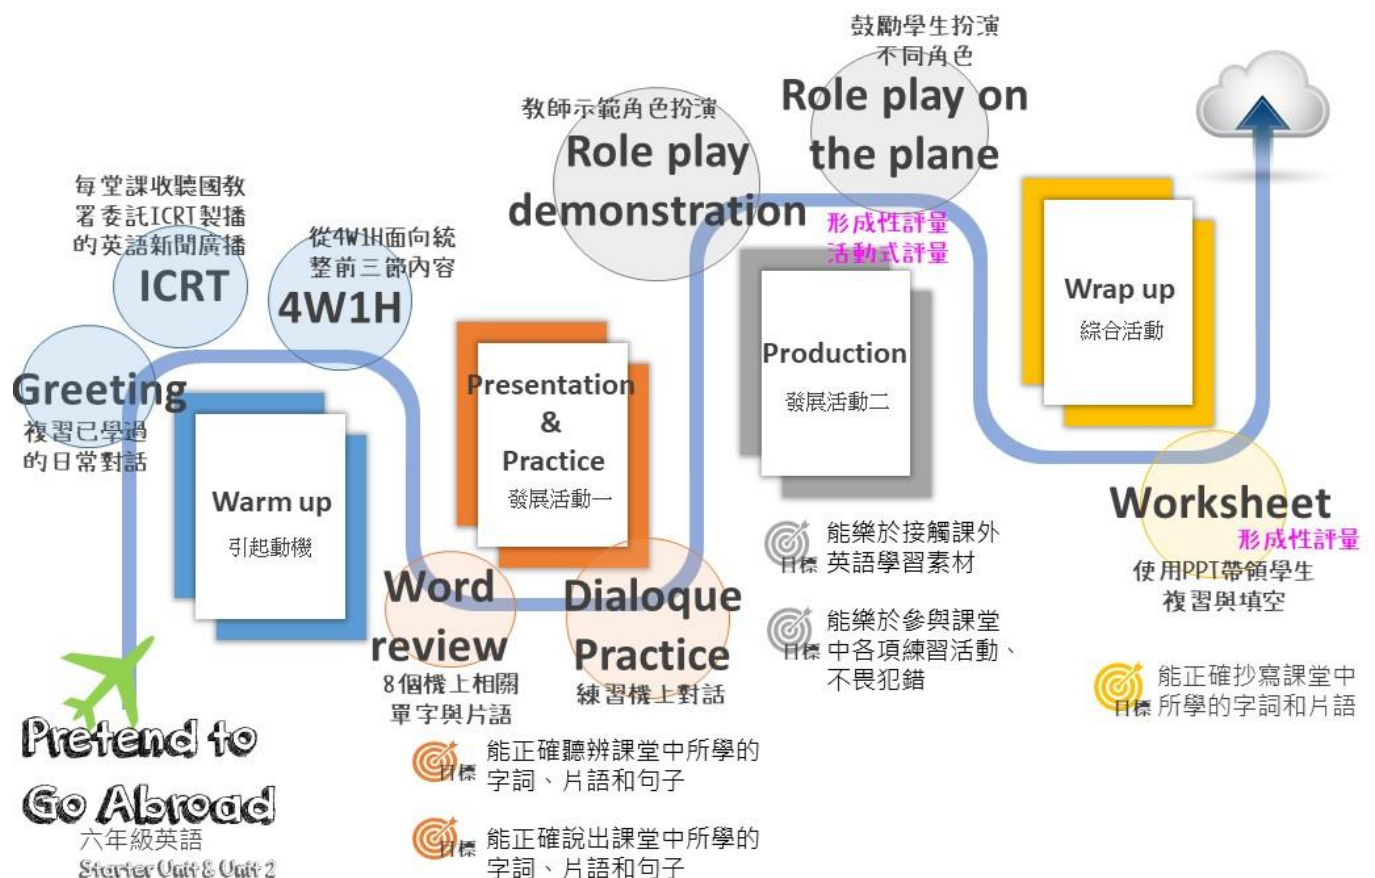 Greeting
複習已學過
的日常對話
每堂課收聽國教
署委託ICRT製播
的英語新聞廣播
ICRT
從4W1H面向統
整前三節內容
4W1H
Warm up
引起動機
Presentation
&
Practice
發展活動一
Word
review
8個機上相關
單字與片語
Dialoque
Practice
練習機上對話
目標
能正確聽辨課堂中所學的
字詞、片語和句子
目標
能正確說出課堂中所學的
字詞、片語和句子
教師示範角色扮演
Role play
demonstration
鼓勵學生扮演
不同角色
Role play on
the plane
形成性評量
活動式評量
Production
發展活動二
目標
能樂於接觸課外
英語學習素材
目標
能樂於參與課堂
中各項練習活動、
不畏犯錯
Wrap up
綜合活動
Worksheet
形成性評量
使用PPT帶領學生
複習與填空
目標
能正確抄寫課堂中
所學的字詞和片語
Pretend to
Go Abroad
六年級英語
Starter Unit & Unit 2